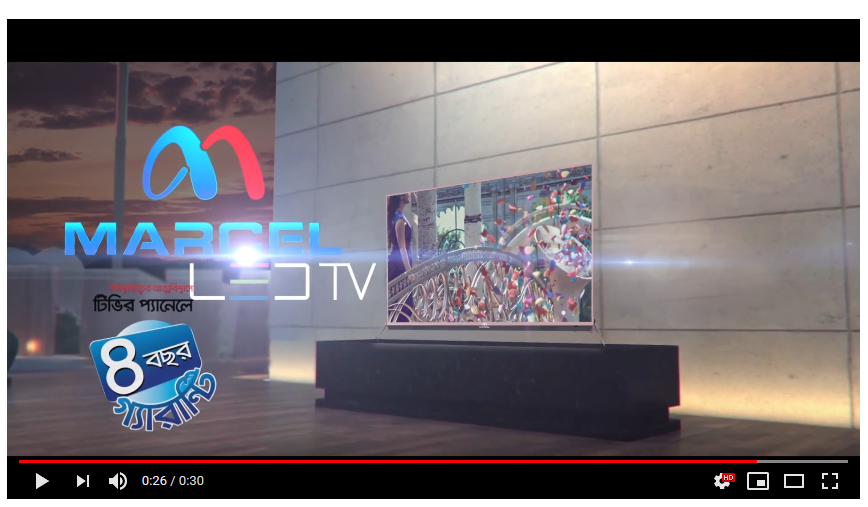 MARCEL
LED TV
টিভির প্যানেলে
৪ বছর
গ্যারান্টি
0:26 / 0:30
HD